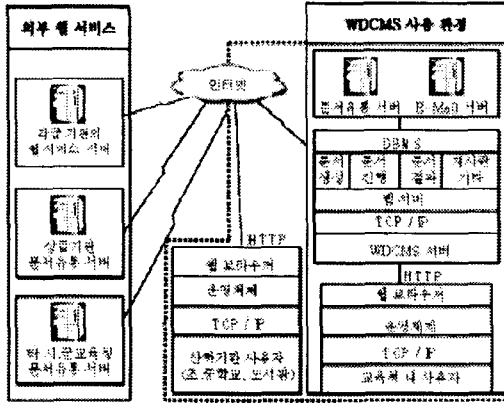 외부 웹 서비스
각급 기관의
웹 서비스 서버
상급기관
문서유통 서버
타 시,군교육청
문서유통 서버
인터넷
HTTP
웹 브라우저
운영체제
TCP / IP
산하기관 사용자
(초,중학교, 도서관)
WDCMS 사용 환경
문서유통 서버
E-Mail 서버
DBMS
문서 생성
문서 진행
문서 결과
게시판 기타
웹 서버
TCP / IP
WDCMS 서버
HTTP
웹 브라우저
운영체제
TCP / IP
교육청 내 사용자